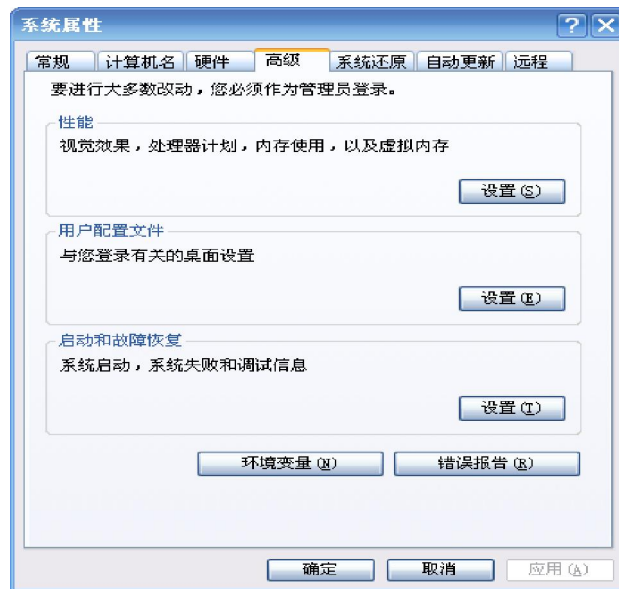 系统属性
常规 计算机名 硬件 高级 系统还原 自动更新 远程
要进行大多数改动，您必须作为管理员登录。
性能
视觉效果，处理器计划，内存使用，以及虚拟内存
设置(S)
用户配置文件
与您登录有关的桌面设置
设置(E)
启动和故障恢复
系统启动，系统失败和调试信息
设置(T)
环境变量(N) 错误报告(R)
确定 取消 应用(A)